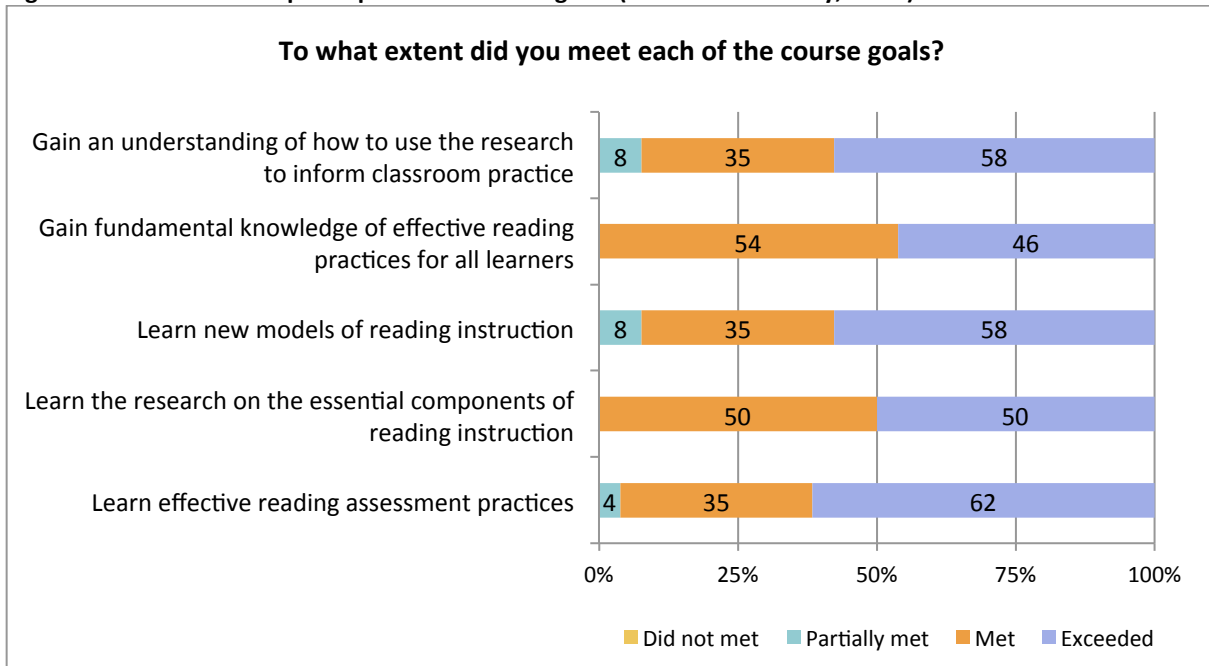 To what extent did you meet each of the course goals?
Gain an understanding of how to use the research
to inform classroom practice
8 35 58
Gain fundamental knowledge of effective reading
practices for all learners
54 46
Learn new models of reading instruction
8 35 58
Learn the research on the essential components of
reading instruction
50 50
Learn effective reading assessment practices
4 35 62
0% 25% 50% 75% 100%
Did not met Partially met Met Exceeded